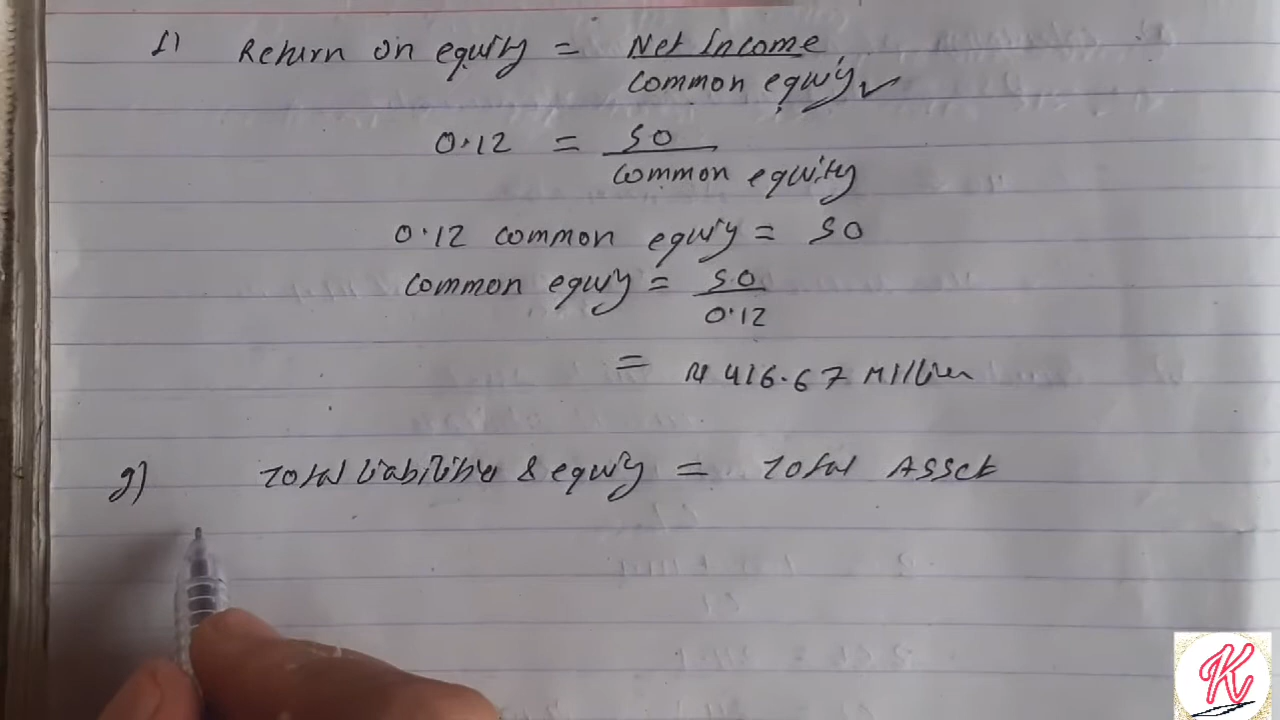 f) Return on equity = Net Income / Common equity
0.12 = 50 / Common equity
0.12 common equity = 50
Common equity = 50 / 0.12
= Rs 416.67 Million
g) Total Liabilities & equity = Total Asset
K